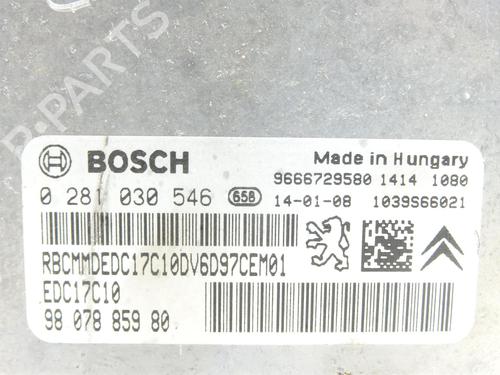 B.PARTS
BOSCH
Made in Hungary
9666729580 1414 1080
0 281 030 546 658
14-01-08 1039S66021
RBCMMDEDC17C10DV6D97CEM01
EDC17C10
98 078 859 80